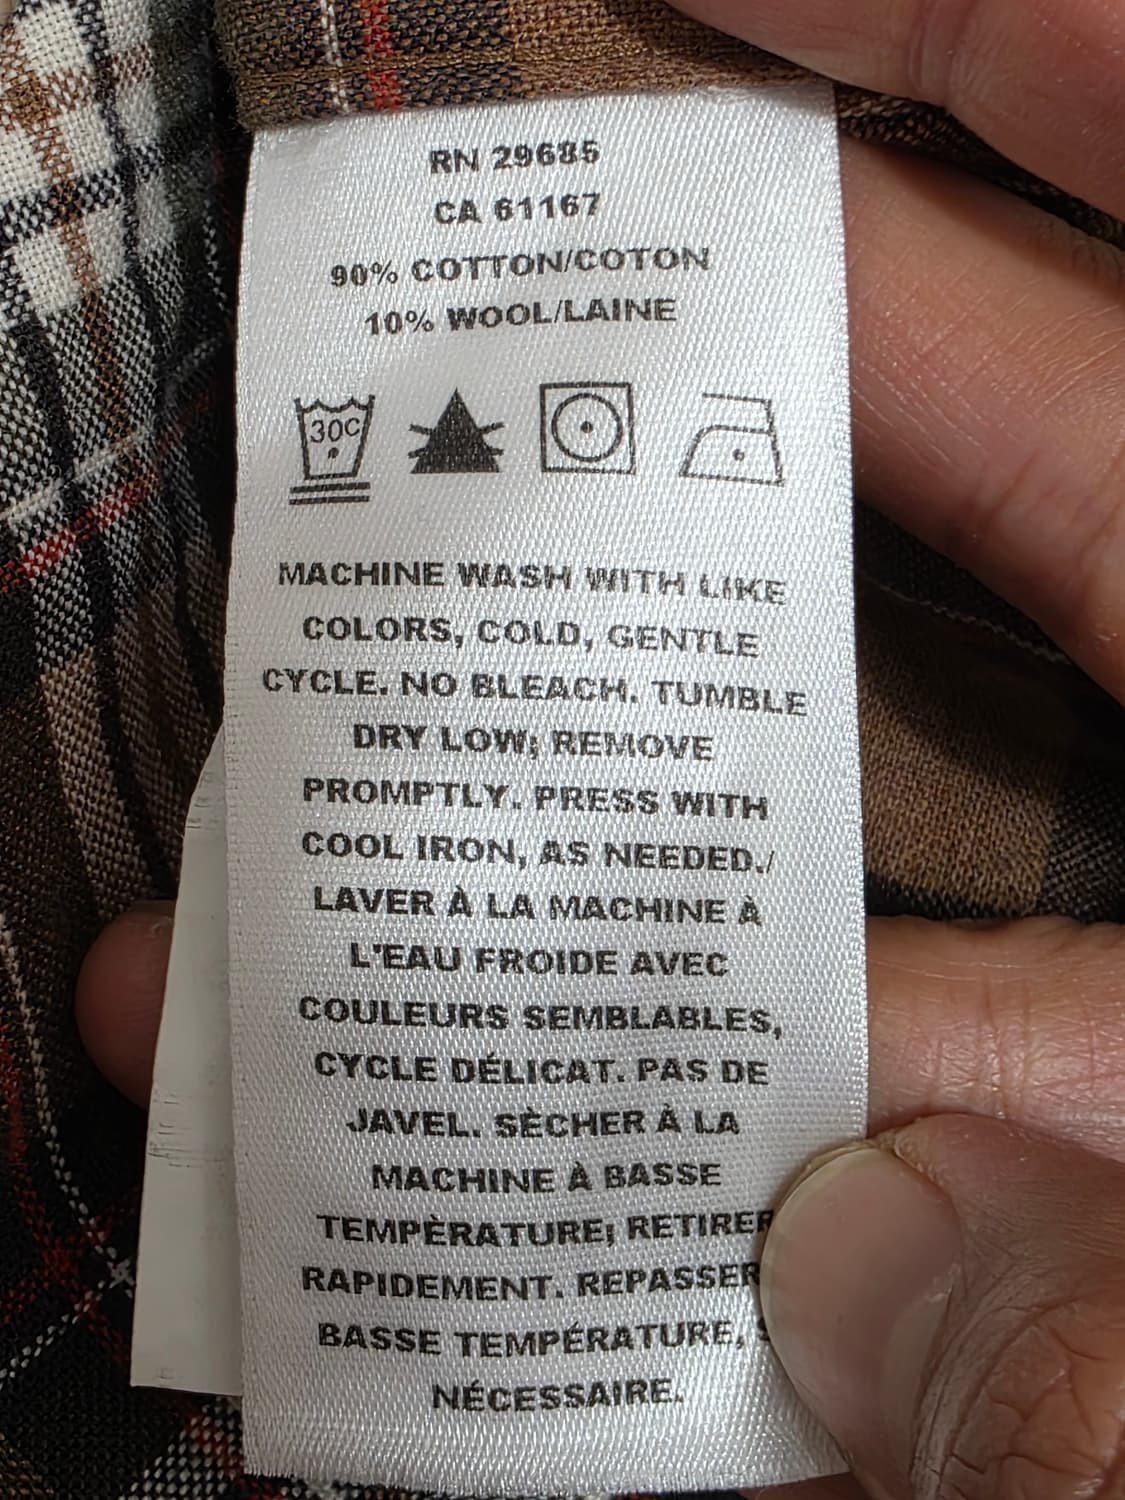 RN 29685
CA 61167
90% COTTON/COTON
10% WOOL/LAINE
30C
MACHINE WASH WITH LIKE
COLORS, COLD, GENTLE
CYCLE. NO BLEACH. TUMBLE
DRY LOW; REMOVE
PROMPTLY. PRESS WITH
COOL IRON, AS NEEDED./
LAVER À LA MACHINE À
L'EAU FROIDE AVEC
COULEURS SEMBLABLES,
CYCLE DÉLICAT. PAS DE
JAVEL. SÈCHER À LA
MACHINE À BASSE
TEMPÈRATURE; RETIRER
RAPIDEMENT. REPASSER
BASSE TEMPÉRATURE,
NÉCESSAIRE.